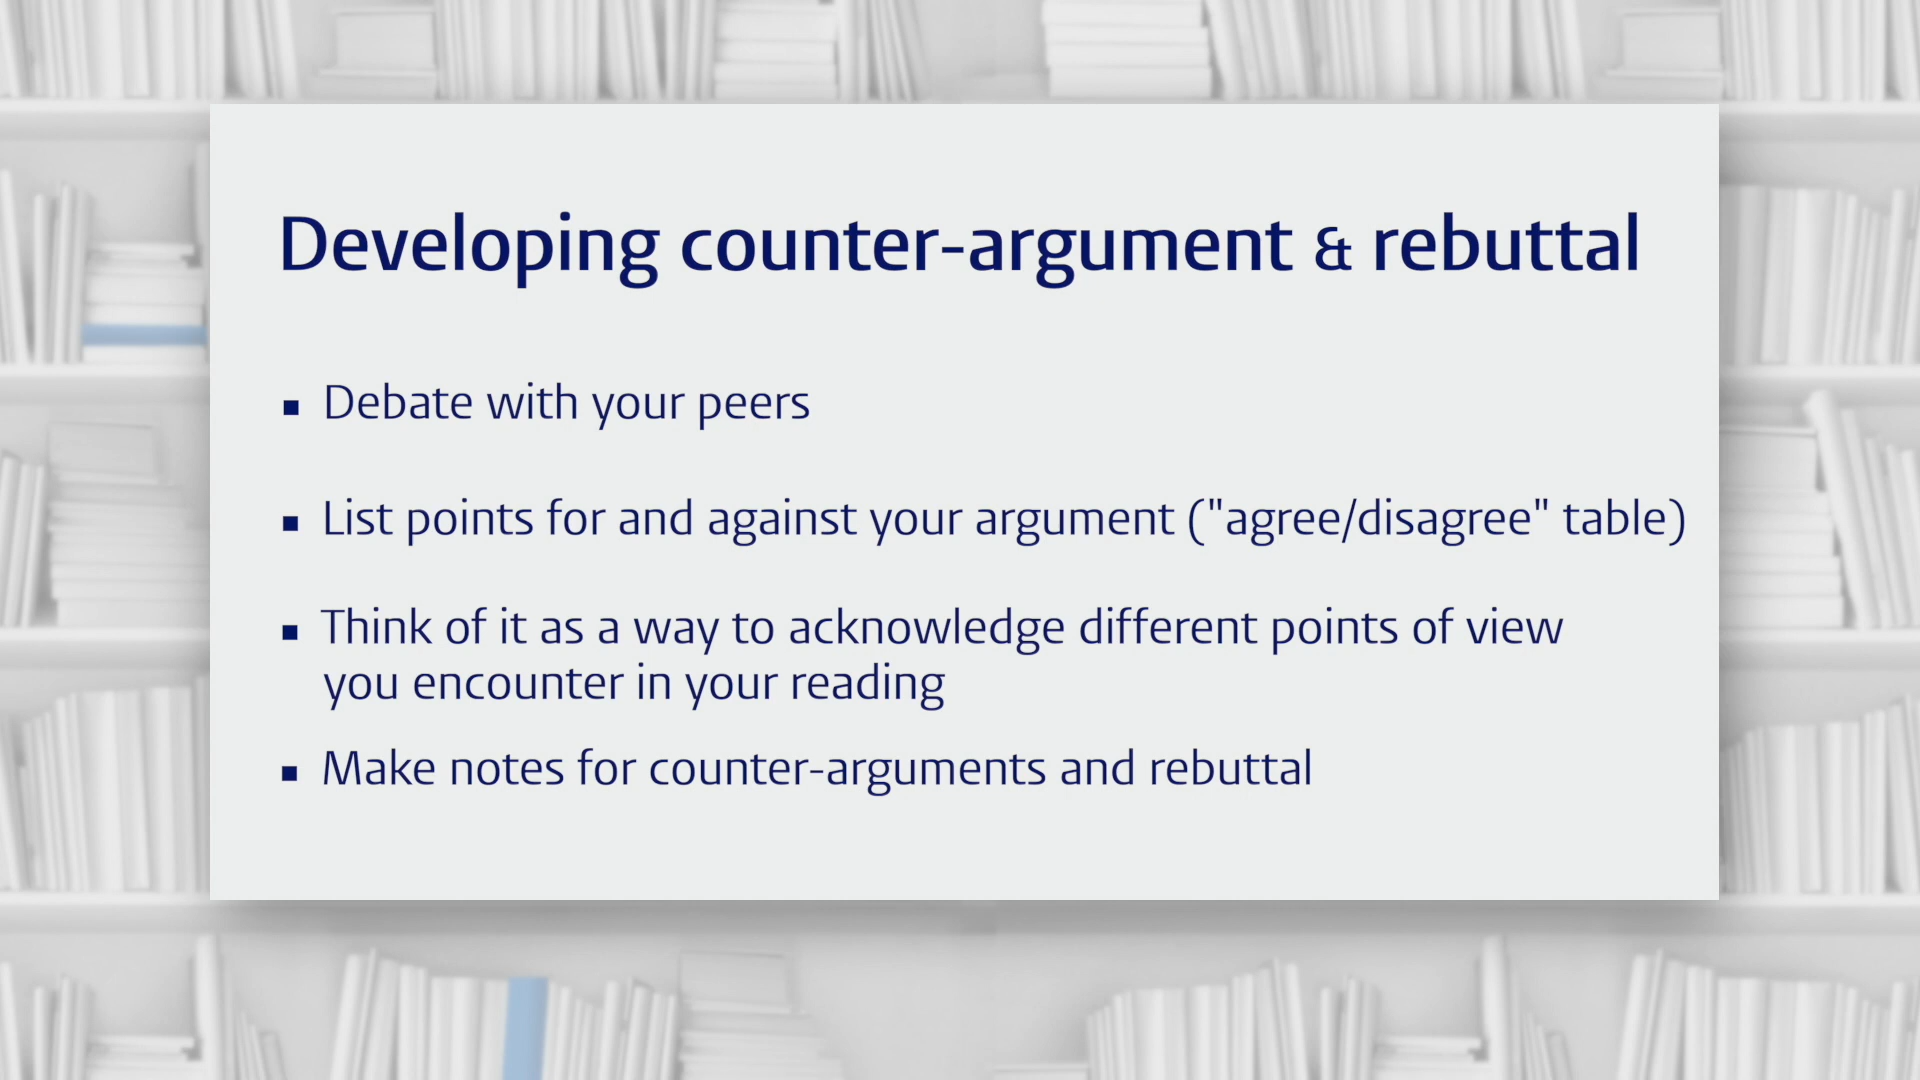 Developing counter-argument & rebuttal
▪ Debate with your peers
▪ List points for and against your argument ("agree/disagree" table)
▪ Think of it as a way to acknowledge different points of view
you encounter in your reading
▪ Make notes for counter-arguments and rebuttal